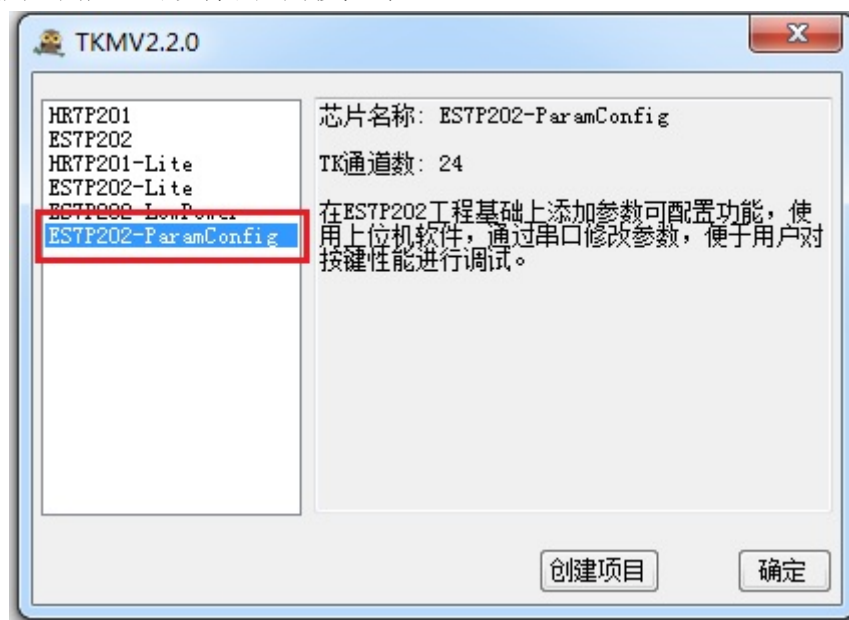 TKMV2.2.0
HR7P201
ES7P202
HR7P201-Lite
ES7P202-Lite
ES7P202-LowPower
ES7P202-ParamConfig
芯片名称: ES7P202-ParamConfig
TK通道数: 24
在ES7P202工程基础上添加参数可配置功能，使
用上位机软件，通过串口修改参数，便于用户对
按键性能进行调试。
创建项目
确定